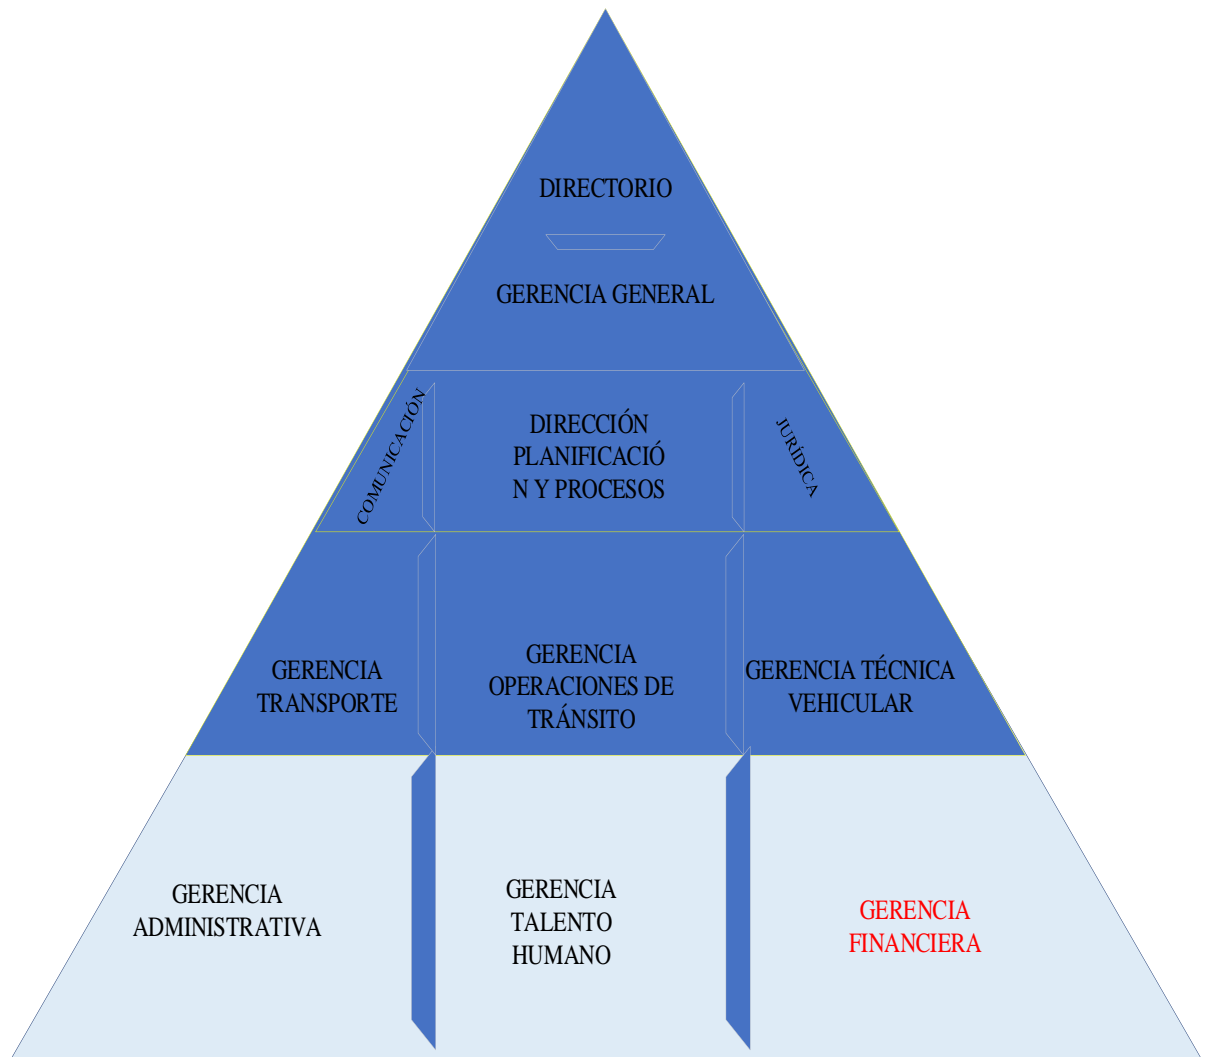 DIRECTORIO
GERENCIA GENERAL
COMUNICACIÓN
DIRECCIÓN
PLANIFICACIÓ
N Y PROCESOS
JURÍDICA
GERENCIA
TRANSPORTE
GERENCIA
OPERACIONES DE
TRÁNSITO
GERENCIA TÉCNICA
VEHICULAR
GERENCIA
ADMINISTRATIVA
GERENCIA
TALENTO
HUMANO
GERENCIA
FINANCIERA